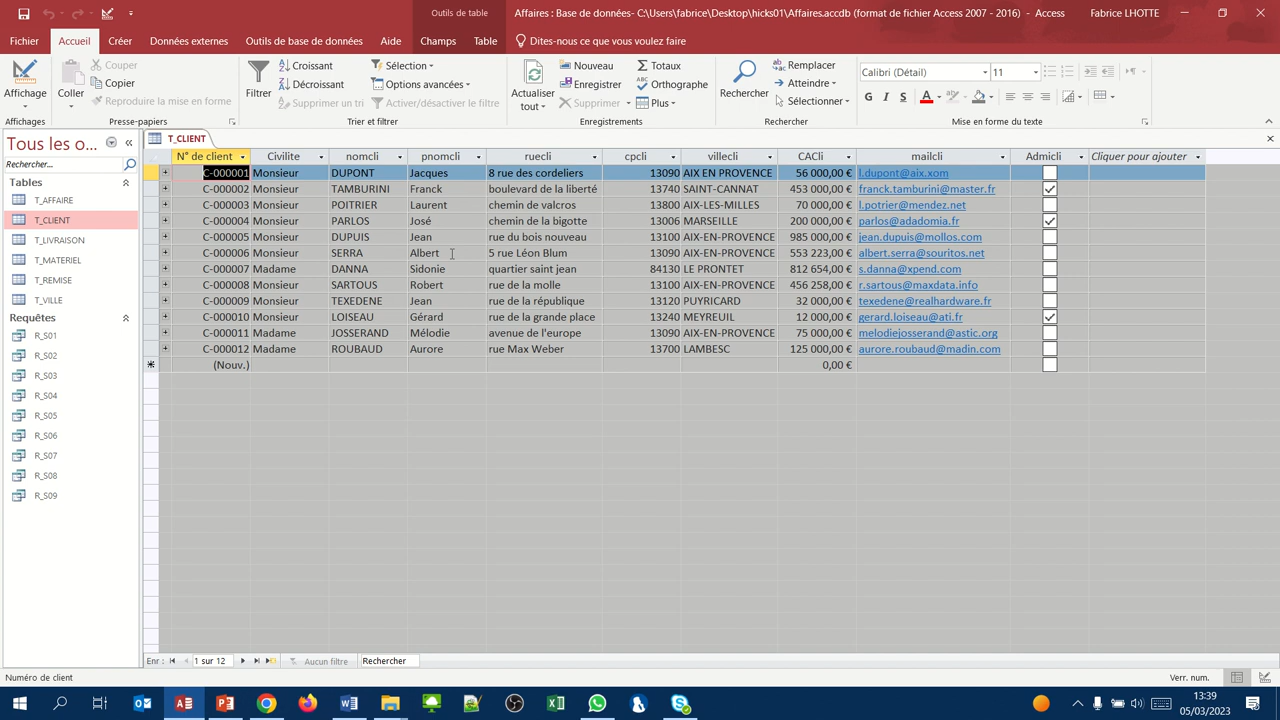 Outils de table
Affaires : Base de données- C:\Users\fabrice\Desktop\hicks01\Affaires.accdb (format de fichier Access 2007 - 2016) - Access
Fabrice LHOTTE
Fichier Accueil Créer Données externes Outils de base de données Aide Champs Table Dites-nous ce que vous voulez faire
Affichage
Affichages
Coller
Couper
Copier
Reproduire la mise en forme
Presse-papiers
Filtrer
Croissant
Décroissant
Supprimer un tri
Sélection
Options avancées
Activer/désactiver le filtre
Trier et filtrer
Actualiser
tout
Nouveau
Enregistrer
Supprimer
Totaux
Orthographe
Plus
Enregistrements
Rechercher
Remplacer
Atteindre
Sélectionner
Rechercher
Calibri (Détail) 11
G I S A
Mise en forme du texte
Tous les o...
Rechercher...
Tables
T_AFFAIRE
T_CLIENT
T_LIVRAISON
T_MATERIEL
T_REMISE
T_VILLE
Requêtes
R_S01
R_S02
R_S03
R_S04
R_S05
R_S06
R_S07
R_S08
R_S09
T_CLIENT
N° de client Civilite nomcli pnomcli ruecli cpcli villecli CACli mailcli Admicli Cliquer pour ajouter
C-000001 Monsieur DUPONT Jacques 8 rue des cordeliers 13090 AIX EN PROVENCE 56 000,00 € l.dupont@aix.xom
C-000002 Monsieur TAMBURINI Franck boulevard de la liberté 13740 SAINT-CANNAT 453 000,00 € franck.tamburini@master.fr
C-000003 Monsieur POITRIER Laurent chemin de valcros 13800 AIX-LES-MILLES 70 000,00 € l.potrier@mendez.net
C-000004 Monsieur PARLOS José chemin de la bigotte 13006 MARSEILLE 200 000,00 € parlos@adadomia.fr
C-000005 Monsieur DUPUIS Jean rue du bois nouveau 13100 AIX-EN-PROVENCE 985 000,00 € jean.dupuis@mollos.com
C-000006 Monsieur SERRA Albert 5 rue Léon Blum 13090 AIX-EN-PROVENCE 553 223,00 € albert.serra@souritos.net
C-000007 Madame DANNA Sidonie quartier saint jean 84130 LE PRONTET 812 654,00 € s.danna@xpend.com
C-000008 Monsieur SARTOUS Robert rue de la molle 13100 AIX-EN-PROVENCE 456 258,00 € r.sartous@maxdata.info
C-000009 Monsieur TEXEDENE Jean rue de la république 13120 PUYRICARD 32 000,00 € texedene@realhardware.fr
C-000010 Monsieur LOISEAU Gérard rue de la grande place 13240 MEYREUIL 12 000,00 € gerard.loiseau@ati.fr
C-000011 Madame JOSSERAND Mélodie avenue de l'europe 13090 AIX-EN-PROVENCE 75 000,00 € melodiejosserand@astic.org
C-000012 Madame ROUBAUD Aurore rue Max Weber 13700 LAMBESC 125 000,00 € aurore.roubaud@madin.com
(Nouv.) 0,00 €
Enr : 1 sur 12 Aucun filtre Rechercher
Numéro de client
Verr. num.
13:39
05/03/2023